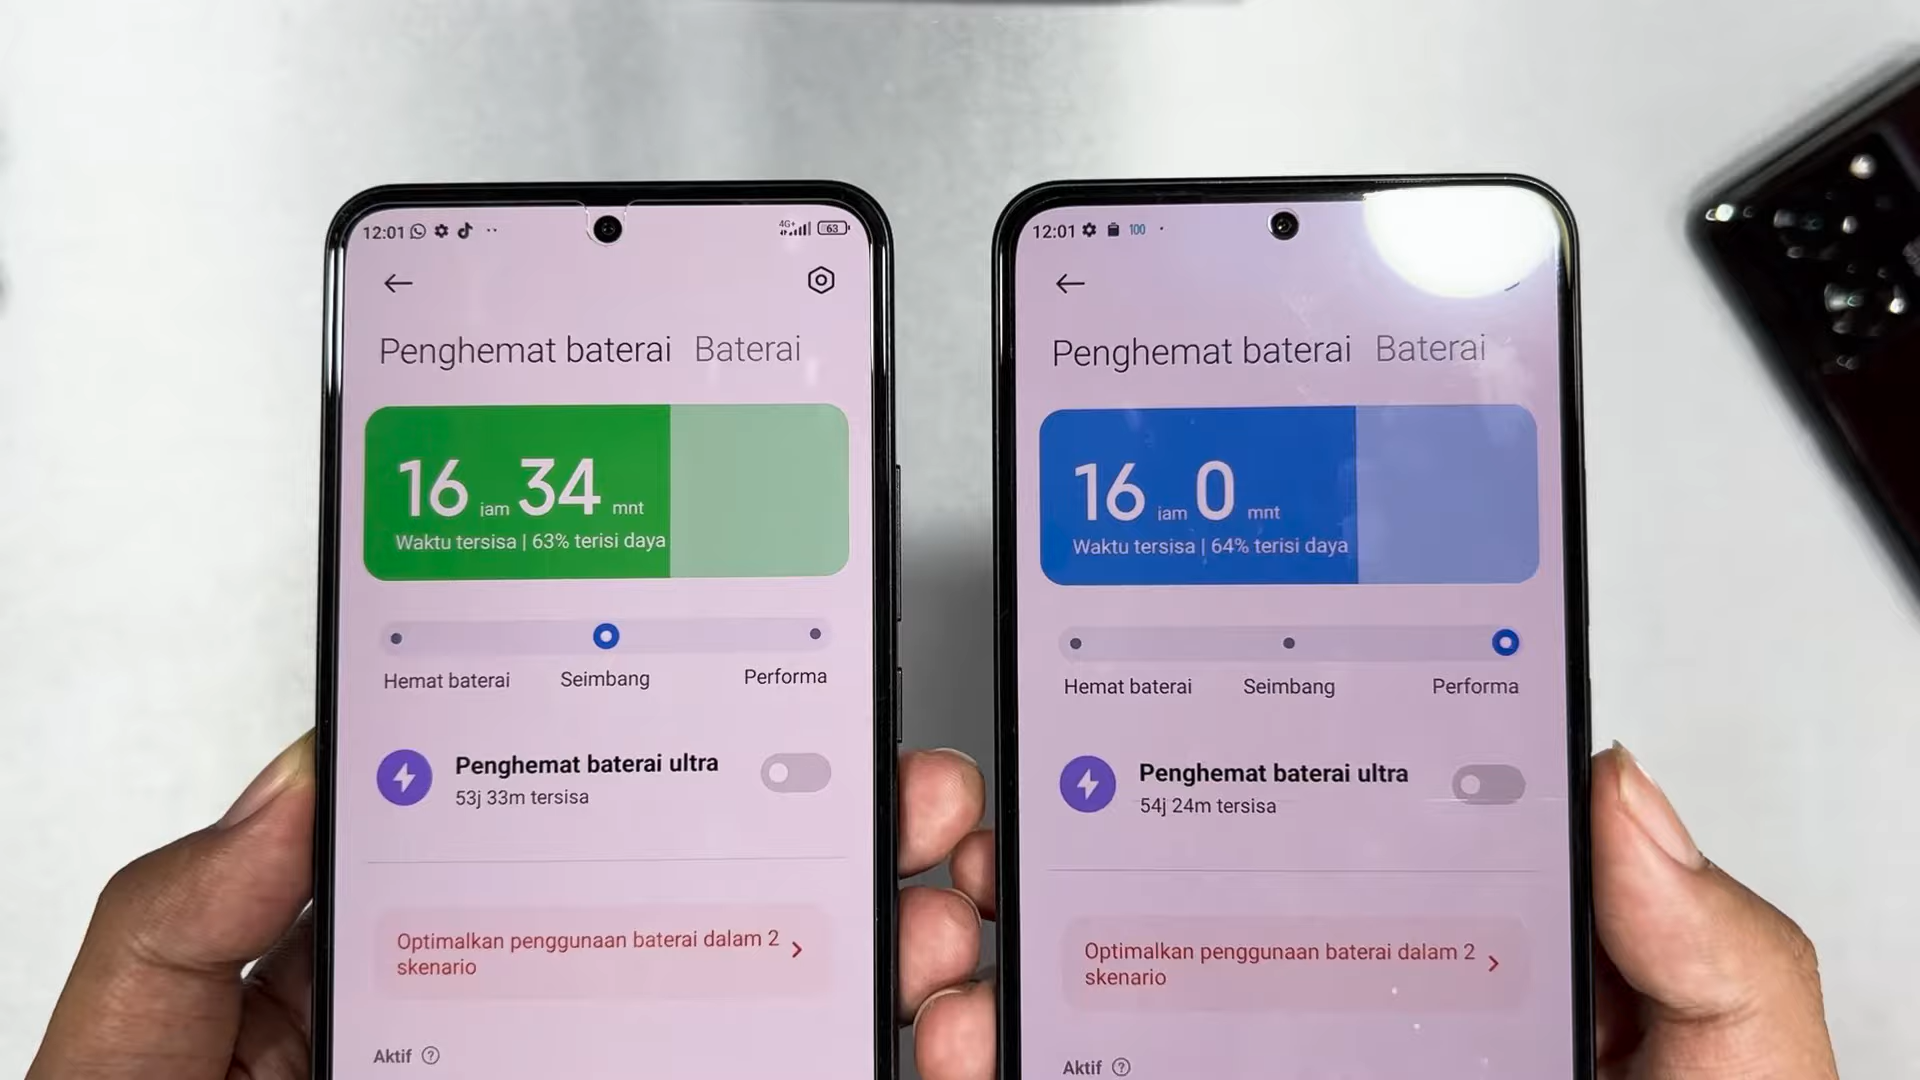 12:01
4G+
63
Penghemat baterai Baterai
16 jam 34 mnt
Waktu tersisa | 63% terisi daya
Hemat baterai Seimbang Performa
Penghemat baterai ultra
53j 33m tersisa
Optimalkan penggunaan baterai dalam 2
skenario
Aktif ?
12:01
100
Penghemat baterai Baterai
16 jam 0 mnt
Waktu tersisa | 64% terisi daya
Hemat baterai Seimbang Performa
Penghemat baterai ultra
54j 24m tersisa
Optimalkan penggunaan baterai dalam 2
skenario
Aktif ?